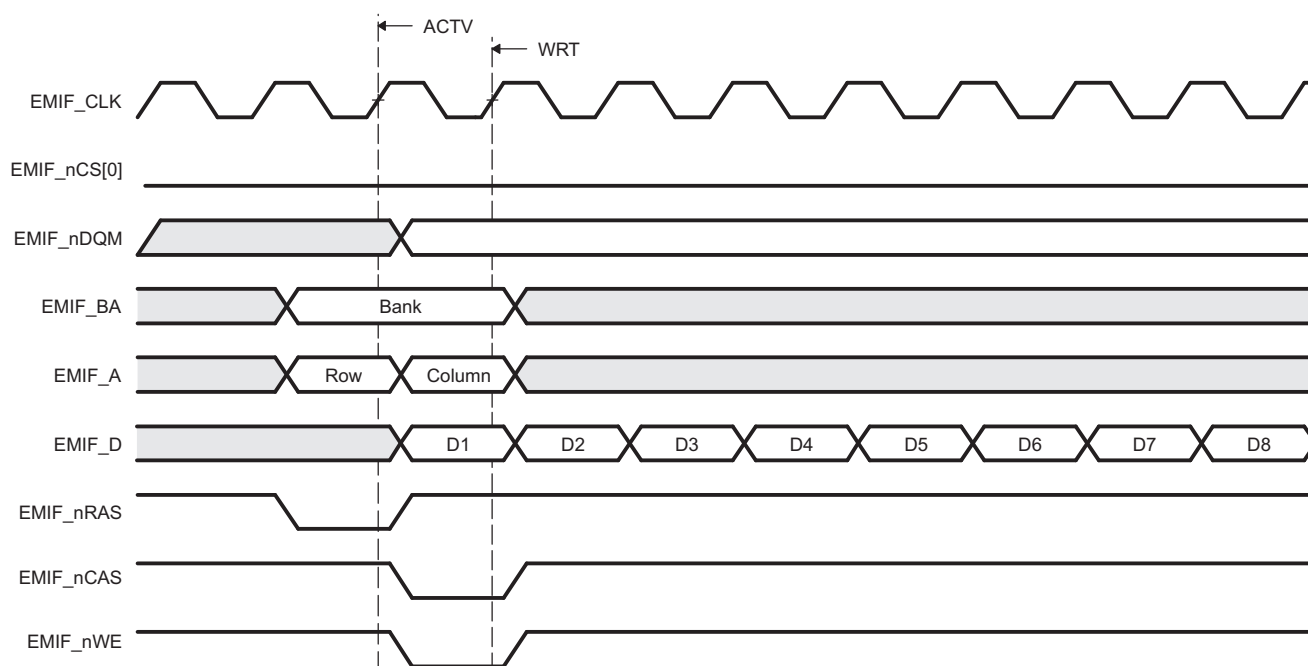 ACTV
WRT
EMIF_CLK
EMIF_nCS[0]
EMIF_nDQM
EMIF_BA
Bank
EMIF_A
Row
Column
EMIF_D
D1
D2
D3
D4
D5
D6
D7
D8
EMIF_nRAS
EMIF_nCAS
EMIF_nWE